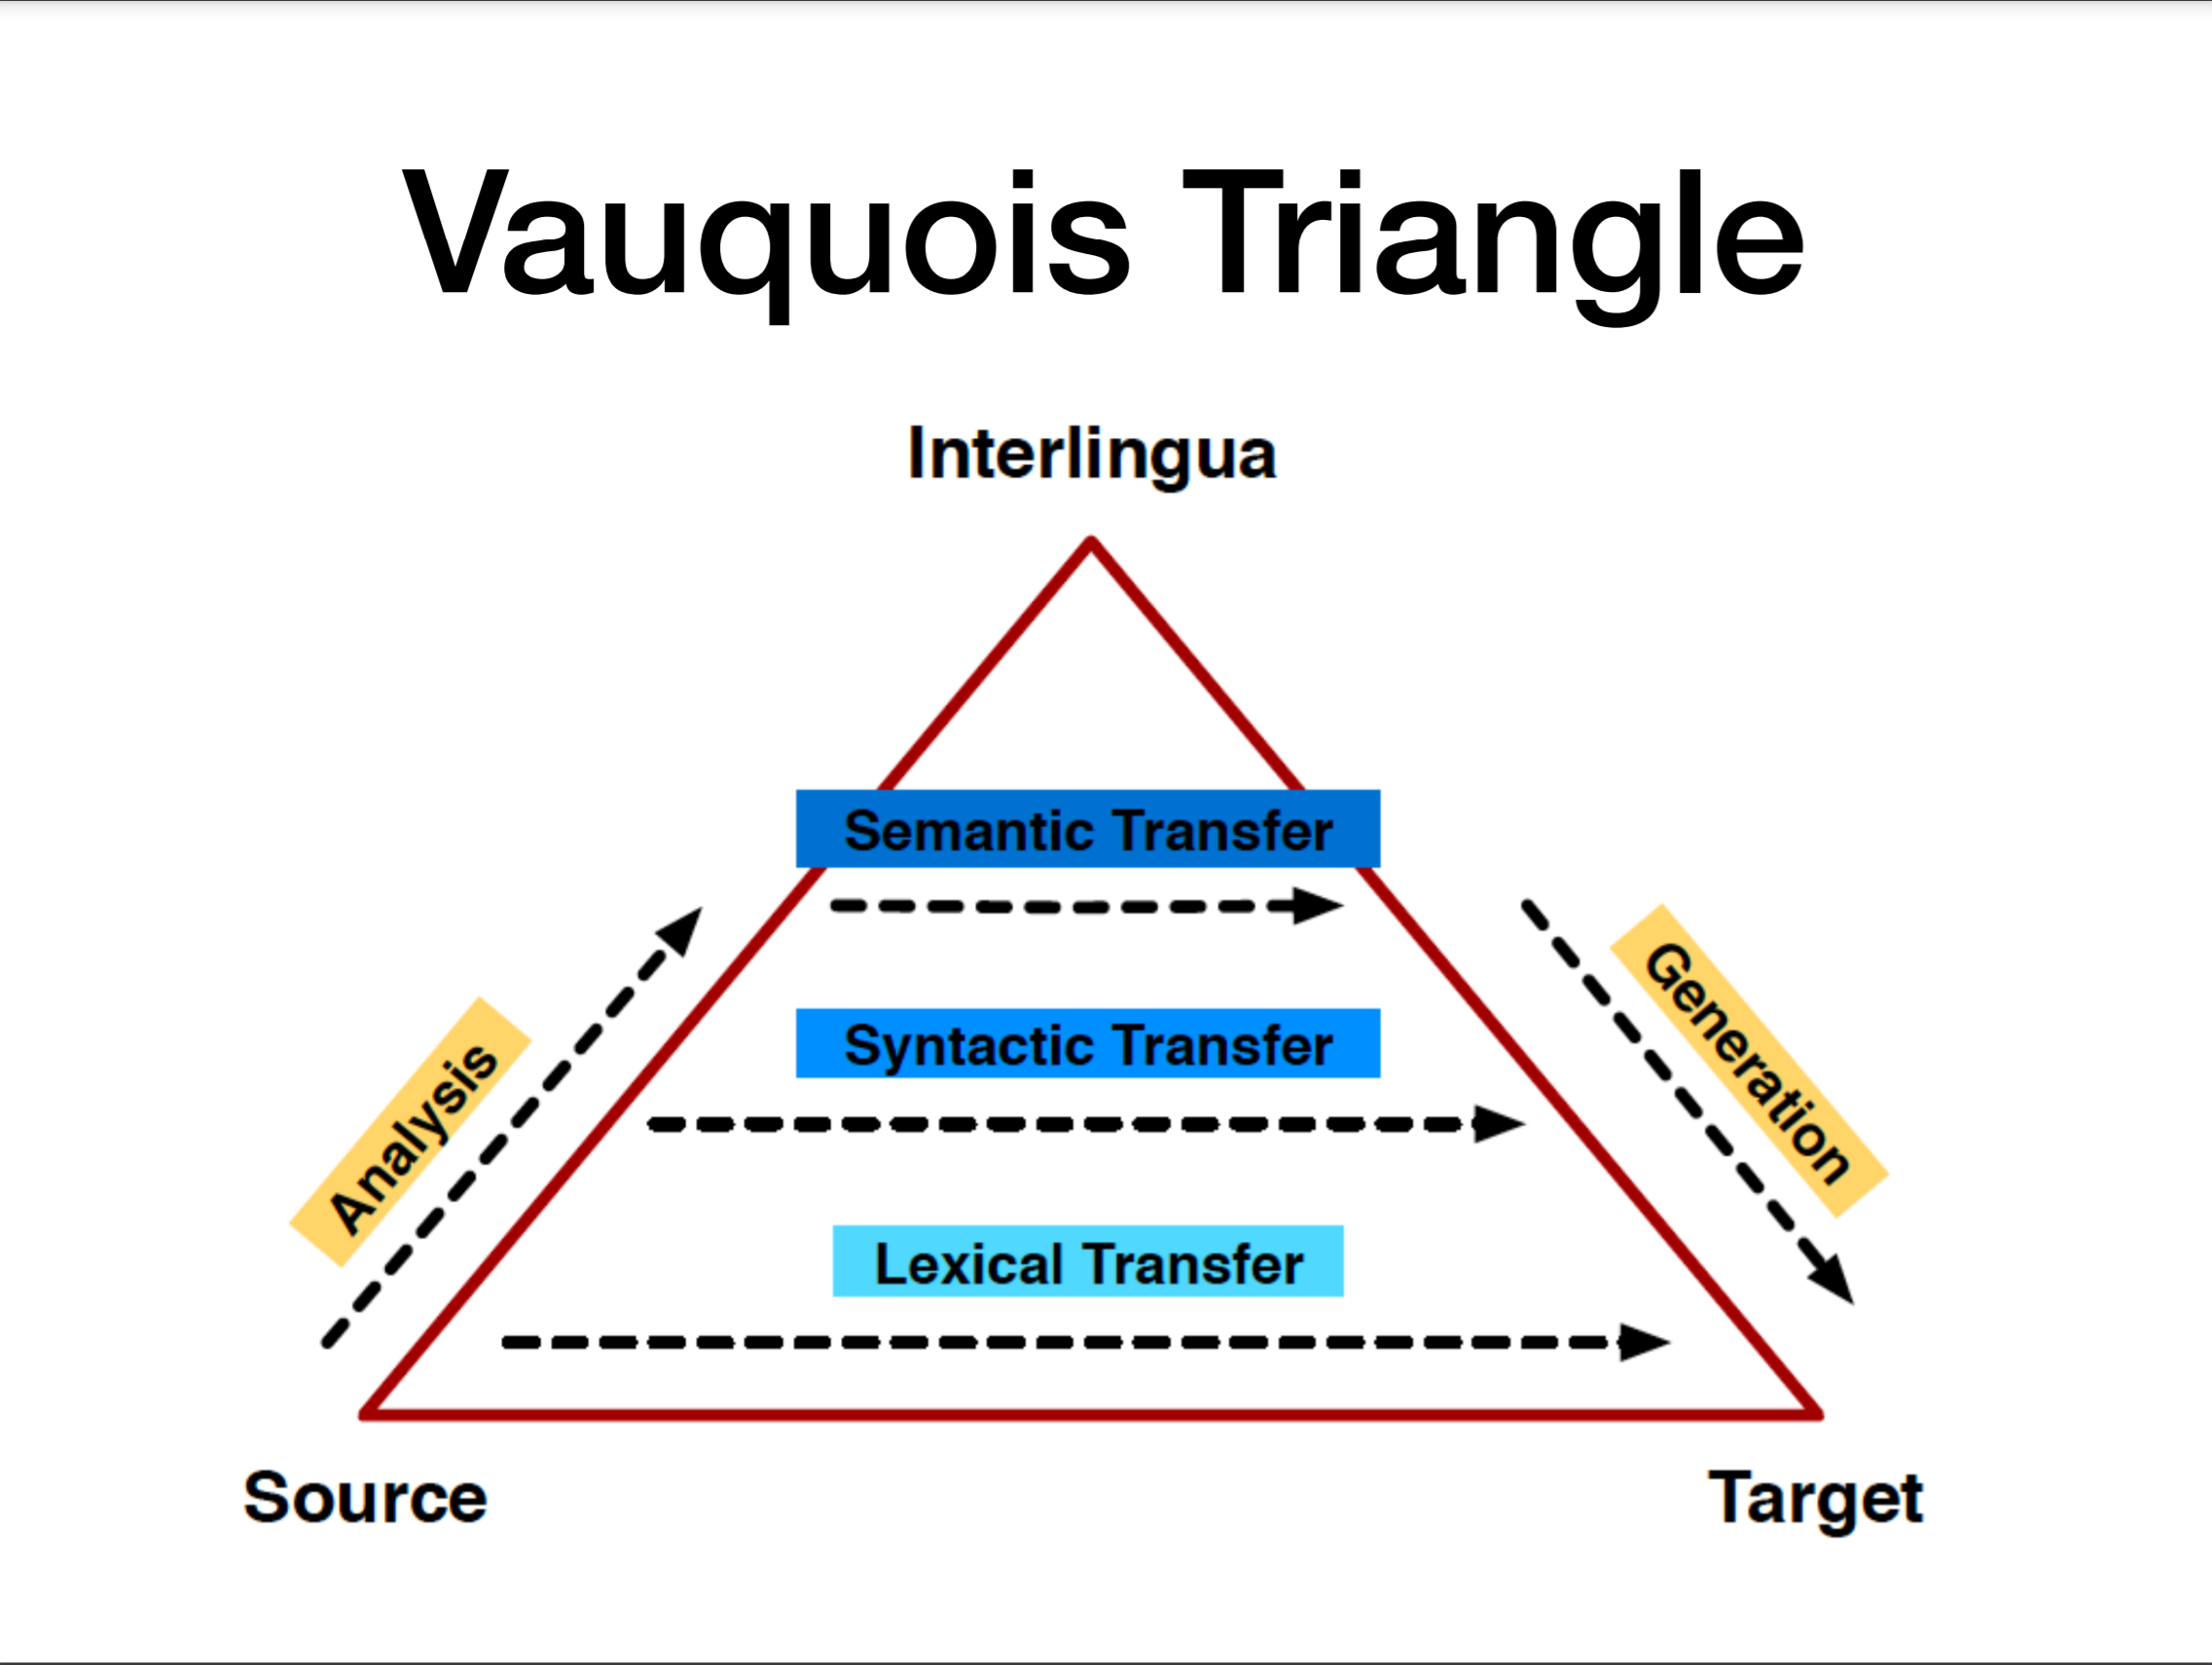 Vauquois Triangle
Interlingua
Semantic Transfer
Syntactic Transfer
Lexical Transfer
Analysis
Generation
Source
Target